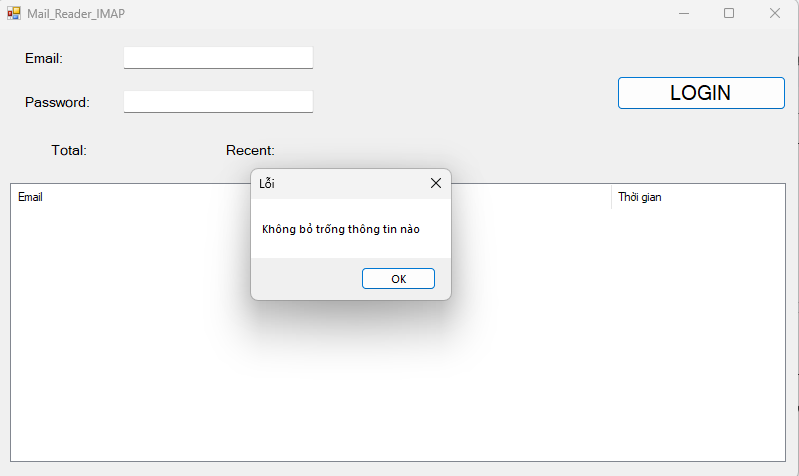 Mail_Reader_IMAP
Email:
Password:
LOGIN
Total: Recent:
Email Thời gian
Lỗi
Không bỏ trống thông tin nào
OK